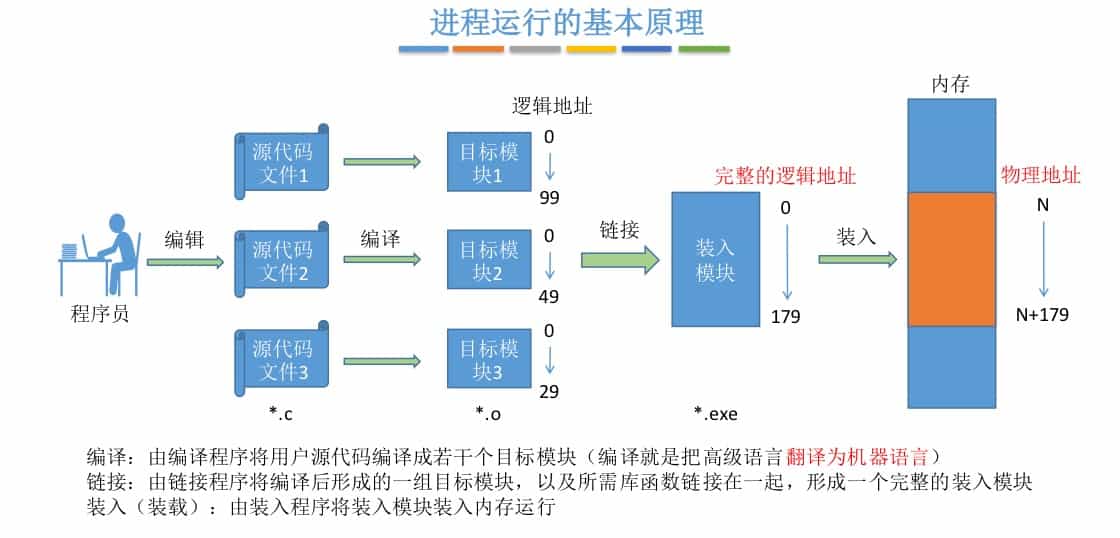 进程运行的基本原理
内存
逻辑地址
源代码
文件1
目标模
块1
0
99
完整的逻辑地址
物理地址
程序员
编辑
源代码
文件2
编译
目标模
块2
0
49
链接
装入
模块
0
179
装入
N
N+179
源代码
文件3
目标模
块3
0
29
*.c
*.o
*.exe
编译：由编译程序将用户源代码编译成若干个目标模块（编译就是把高级语言翻译为机器语言）
链接：由链接程序将编译后形成的一组目标模块，以及所需库函数链接在一起，形成一个完整的装入模块
装入（装载）：由装入程序将装入模块装入内存运行